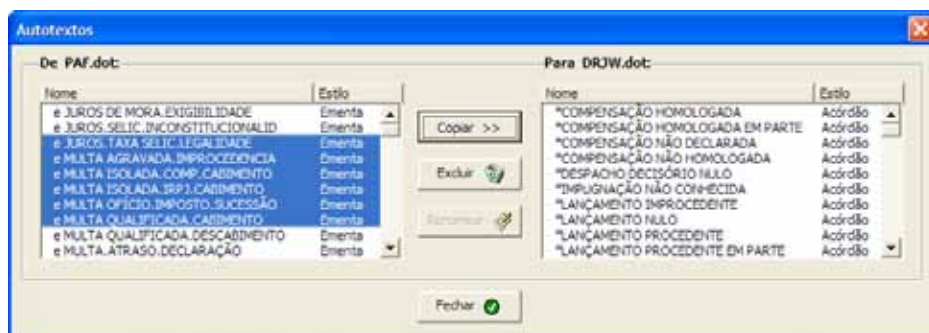 Autotextos
De PAF.dot:
Para DRJW.dot:
Nome Estilo
e JUROS DE MORA.EXIGIBILIDADE Ementa
e JUROS.SELIC.INCONSTITUCIONALID Ementa
e JUROS.TAXA SELIC.LEGALIDADE Ementa
e MULTA AGRAVADA.IMPROCEDENCIA Ementa
e MULTA ISOLADA.COMP.CABIMENTO Ementa
e MULTA ISOLADA.IRPJ.CABIMENTO Ementa
e MULTA OFÍCIO.IMPOSTO.SUCESSÃO Ementa
e MULTA QUALIFICADA.CABIMENTO Ementa
e MULTA QUALIFICADA.DESCABIMENTO Ementa
e MULTA.ATRASO.DECLARAÇÃO Ementa
Copiar >>
Excluir
Renomear
Nome Estilo
*COMPENSAÇÃO HOMOLOGADA Acórdão
*COMPENSAÇÃO HOMOLOGADA EM PARTE Acórdão
*COMPENSAÇÃO NÃO DECLARADA Acórdão
*COMPENSAÇÃO NÃO HOMOLOGADA Acórdão
*DESPACHO DECISÓRIO NULO Acórdão
*IMPUGNAÇÃO NÃO CONHECIDA Acórdão
*LANÇAMENTO IMPROCEDENTE Acórdão
*LANÇAMENTO NULO Acórdão
*LANÇAMENTO PROCEDENTE Acórdão
*LANÇAMENTO PROCEDENTE EM PARTE Acórdão
Fechar